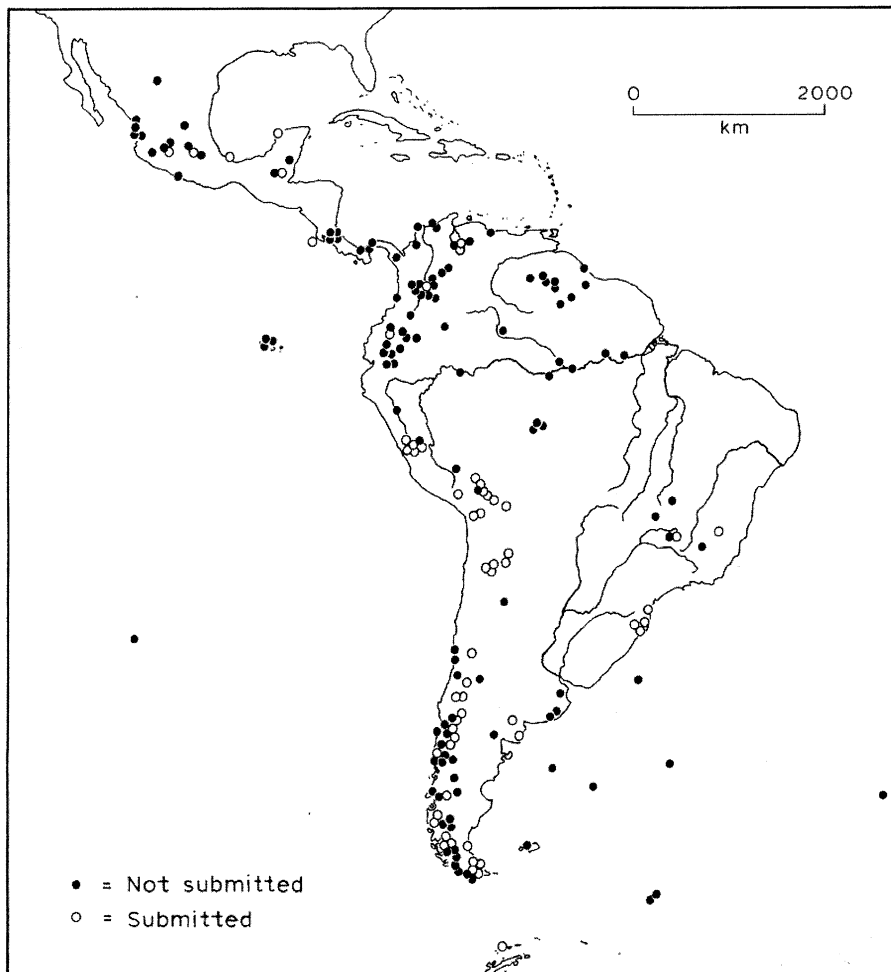 0 2000
km
● = Not submitted
○ = Submitted